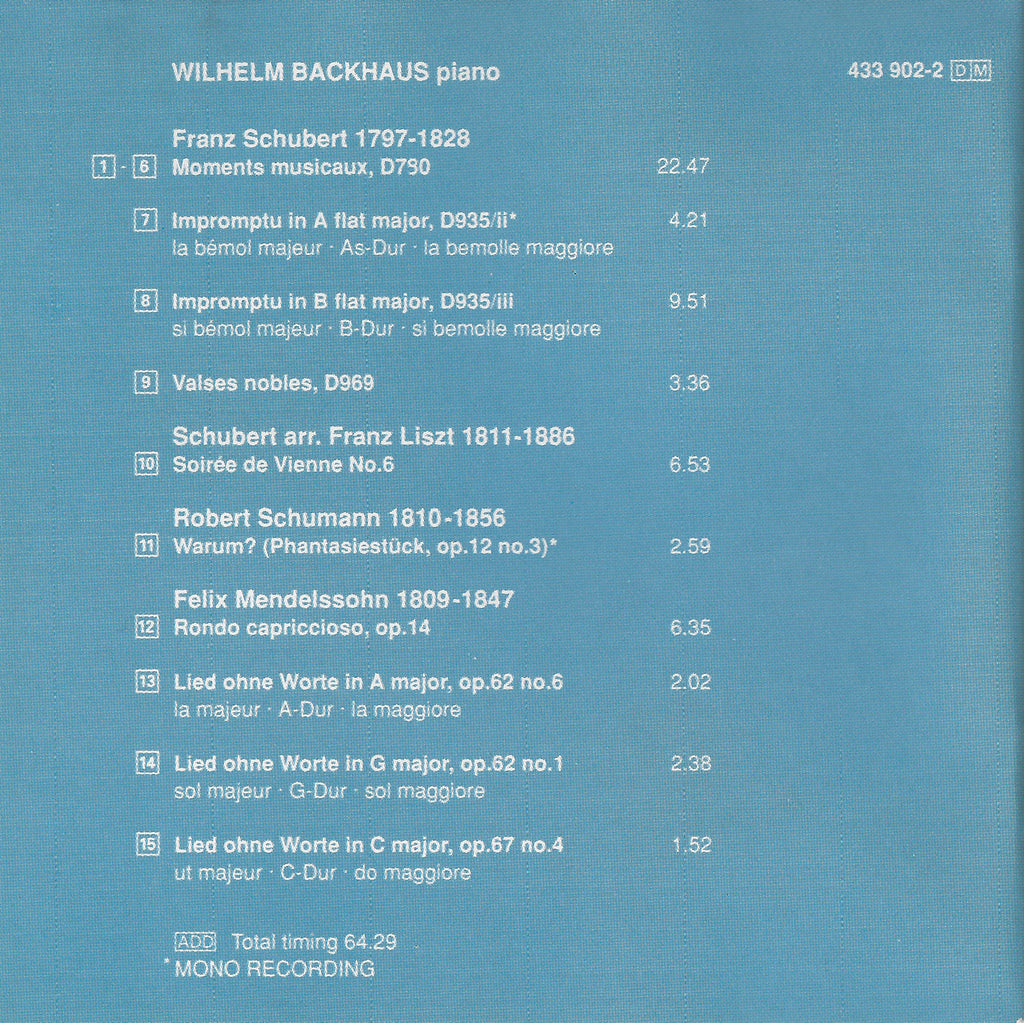 WILHELM BACKHAUS piano 433 902-2 DM
Franz Schubert 1797-1828
1 - 6 Moments musicaux, D780 22.47
7 Impromptu in A flat major, D935/ii* 4.21
la bémol majeur · As-Dur · la bemolle maggiore
8 Impromptu in B flat major, D935/iii 9.51
si bémol majeur · B-Dur · si bemolle maggiore
9 Valses nobles, D969 3.36
Schubert arr. Franz Liszt 1811-1886
10 Soirée de Vienne No.6 6.53
Robert Schumann 1810-1856
11 Warum? (Phantasiestück, op.12 no.3)* 2.59
Felix Mendelssohn 1809-1847
12 Rondo capriccioso, op.14 6.35
13 Lied ohne Worte in A major, op.62 no.6 2.02
la majeur · A-Dur · la maggiore
14 Lied ohne Worte in G major, op.62 no.1 2.38
sol majeur · G-Dur · sol maggiore
15 Lied ohne Worte in C major, op.67 no.4 1.52
ut majeur · C-Dur · do maggiore
ADD Total timing 64.29
*MONO RECORDING